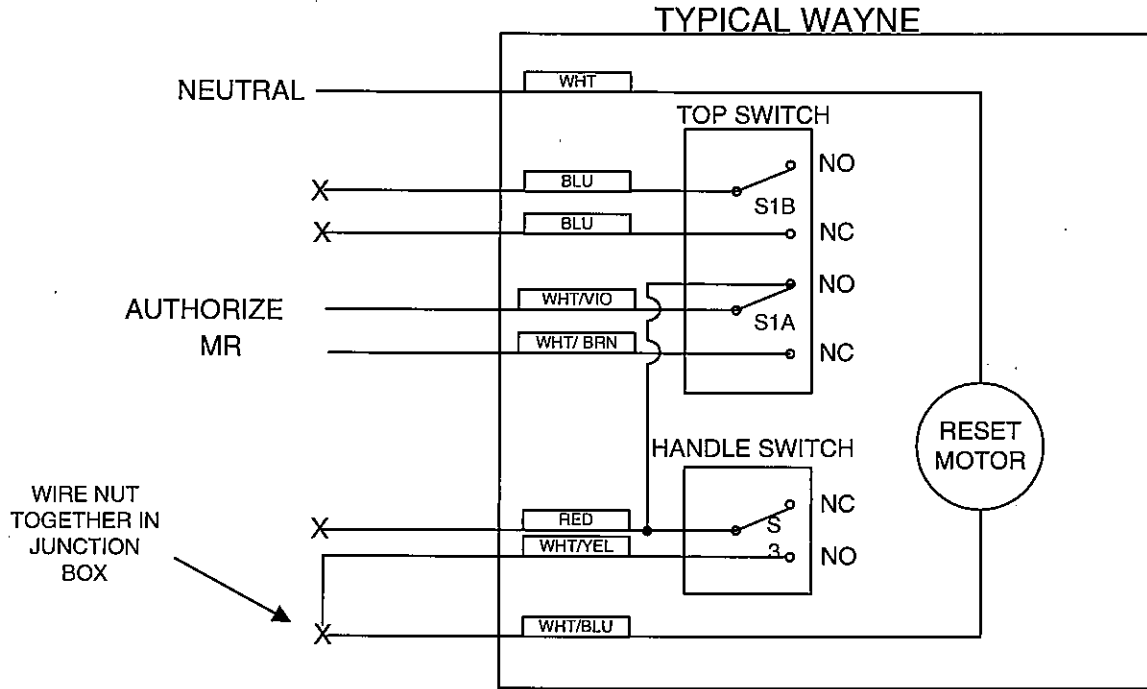 TYPICAL WAYNE
NEUTRAL
WHT
TOP SWITCH
NO
X
BLU
S1B
X
BLU
NC
NO
AUTHORIZE
WHT/VIO
S1A
MR
WHT/ BRN
NC
RESET
MOTOR
HANDLE SWITCH
NC
WIRE NUT
TOGETHER IN
JUNCTION
BOX
X
RED
S
WHT/YEL
3
NO
X
WHT/BLU